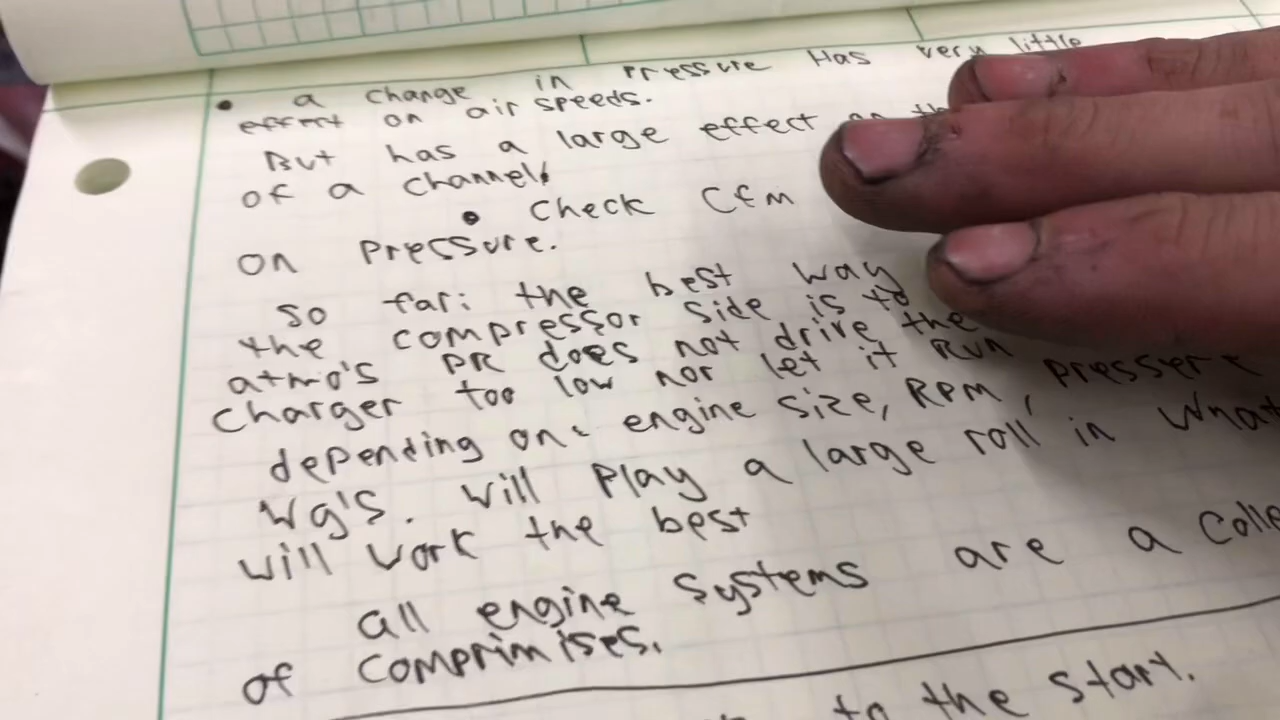 • a change in Pressure Has very little
effect on air speeds.
But has a large effect on
of a channel
• Check Cfm
on Pressure.
So far: the best way
the compressor side is to
atmo's PR does not drive the
charger too low nor let it Run
depending on: engine size, RPM, presser
Wg's. will Play a large roll in what
will work the best
all engine systems are a
of comprimises.
to the start.